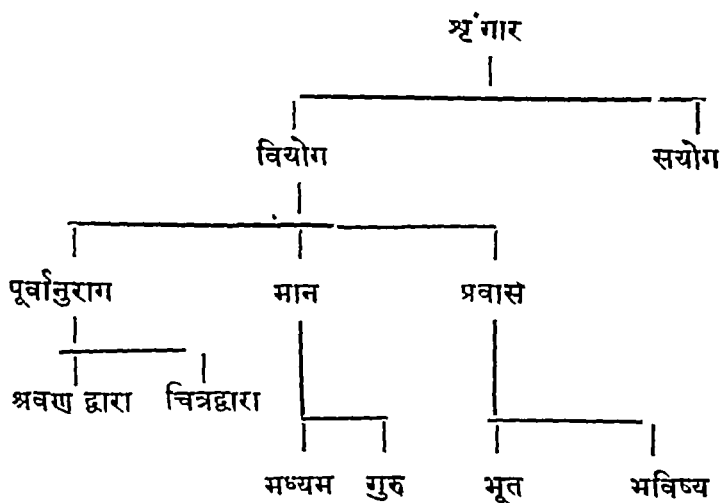 शृंगार
वियोग सयोग
पूर्वानुराग मान प्रवास
श्रवण द्वारा चित्रद्वारा
मध्यम गुरु भूत भविष्य